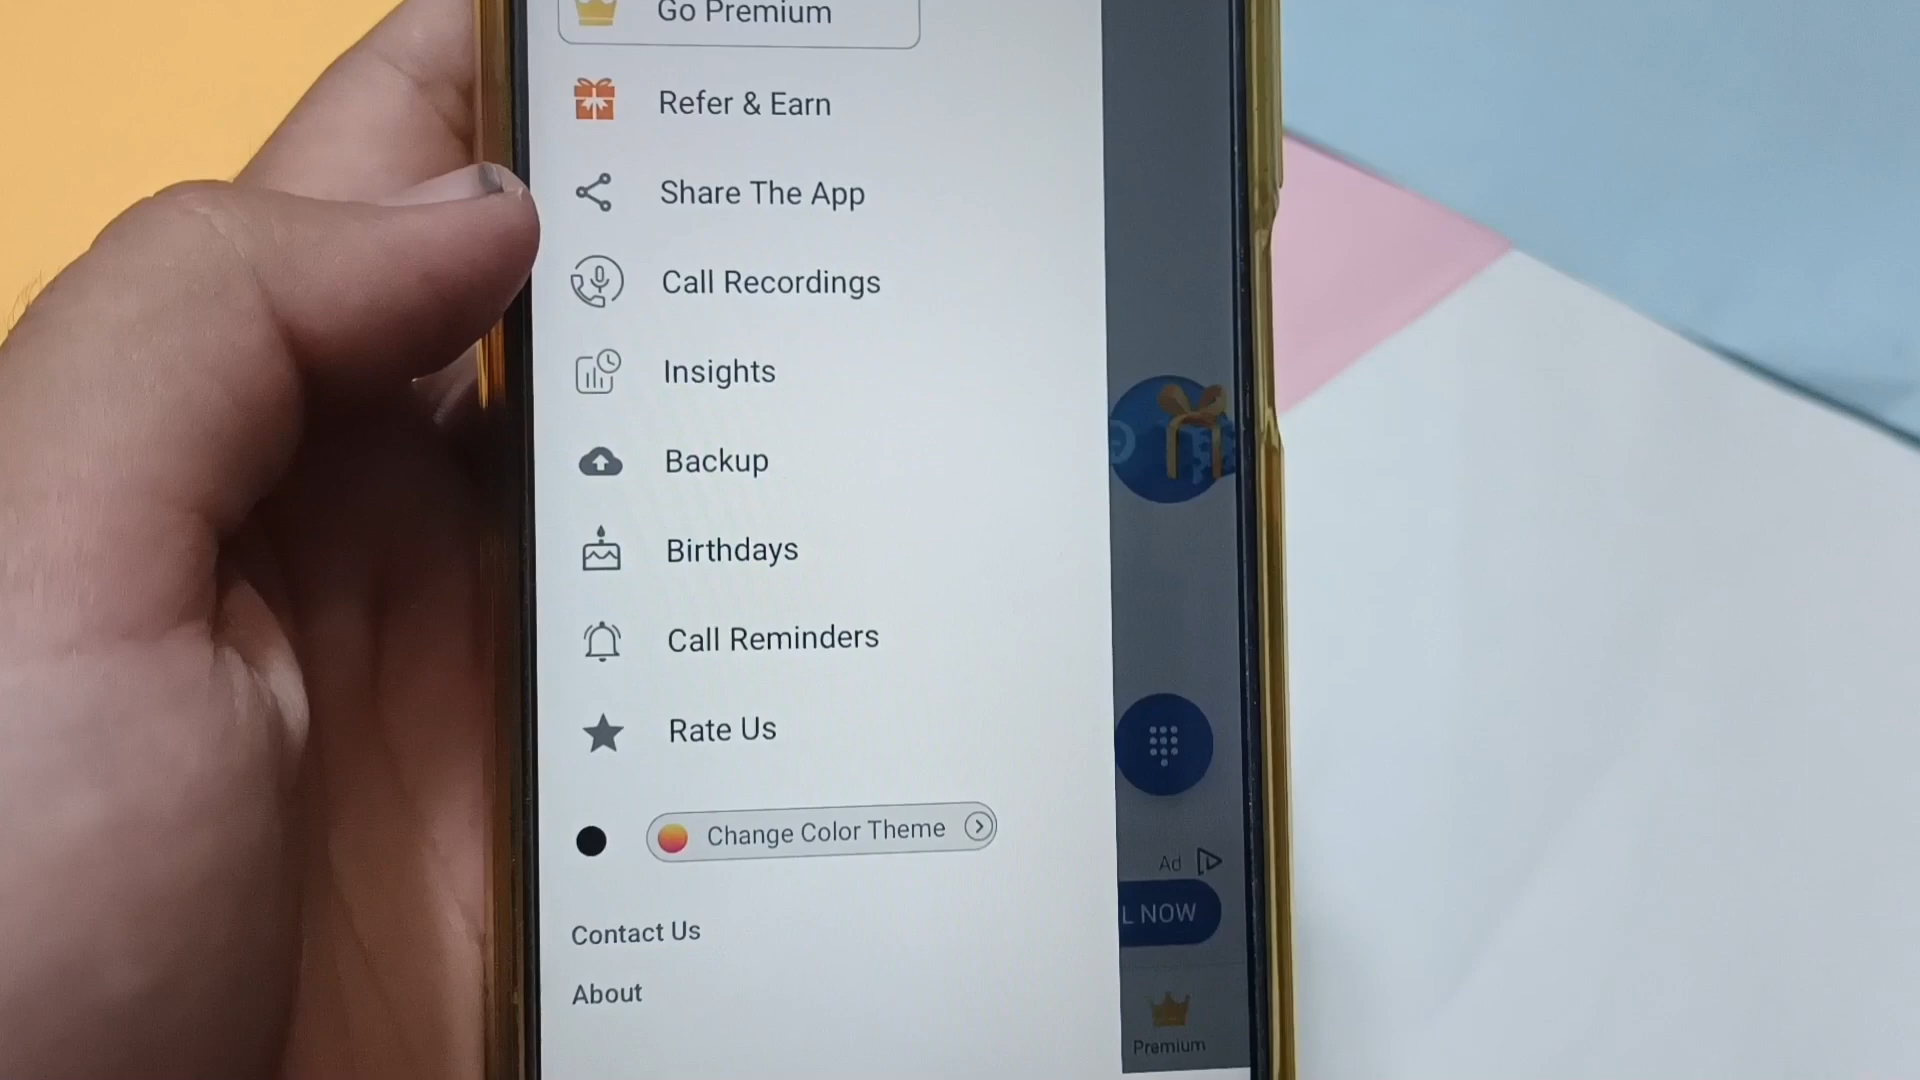 Go Premium
Refer & Earn
Share The App
Call Recordings
Insights
Backup
Birthdays
Call Reminders
Rate Us
Change Color Theme
Contact Us
About
Ad
L NOW
Premium